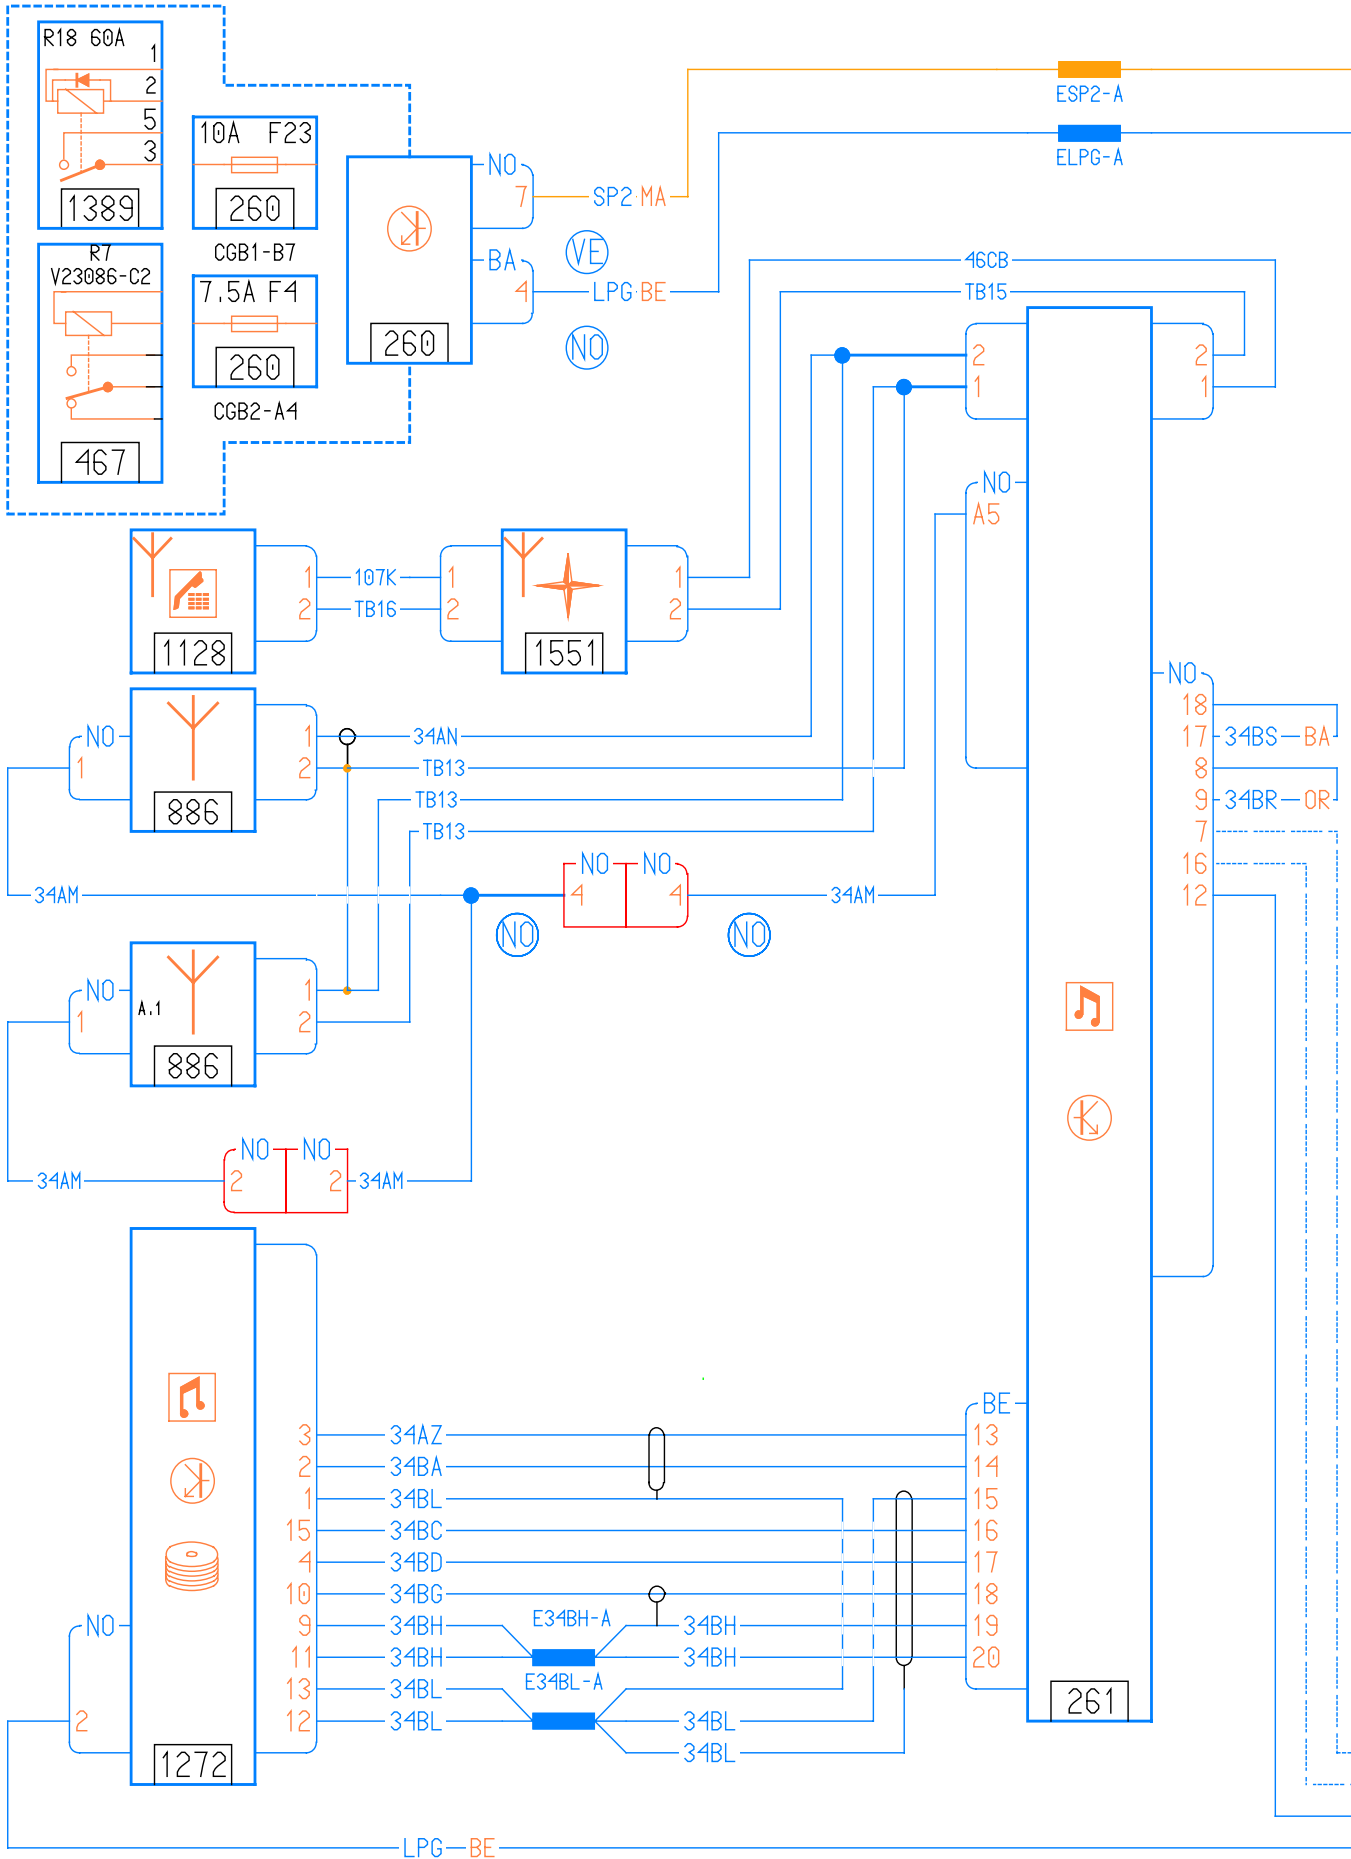 R18 60A
1
2
5
3
1389
10A F23
260
CGB1-B7
R7
V23086-C2
467
7.5A F4
260
CGB2-A4
260
NO
7 SP2 MA
VE
BA
4 LPG BE
NO
ESP2-A
ELPG-A
46CB
TB15
2 2
1 1
NO
A5
1128
1 107K 1
2 TB16 2
1551
1
2
NO
1
886
1 34AN
2 TB13
TB13
TB13
34AM
NO NO
4 4
34AM
NO NO
NO
18
17 34BS BA
8
9 34BR OR
7
16
12
NO
1
A.1
886
1
2
NO NO
34AM 2 2 34AM
BE
3 34AZ 13
2 34BA 14
1 34BL 15
15 34BC 16
4 34BD 17
10 34BG 18
E34BH-A
NO
9 34BH 34BH 19
11 34BH 34BH 20
E34BL-A
13 34BL
2
12 34BL 34BL
34BL
261
1272
LPG BE